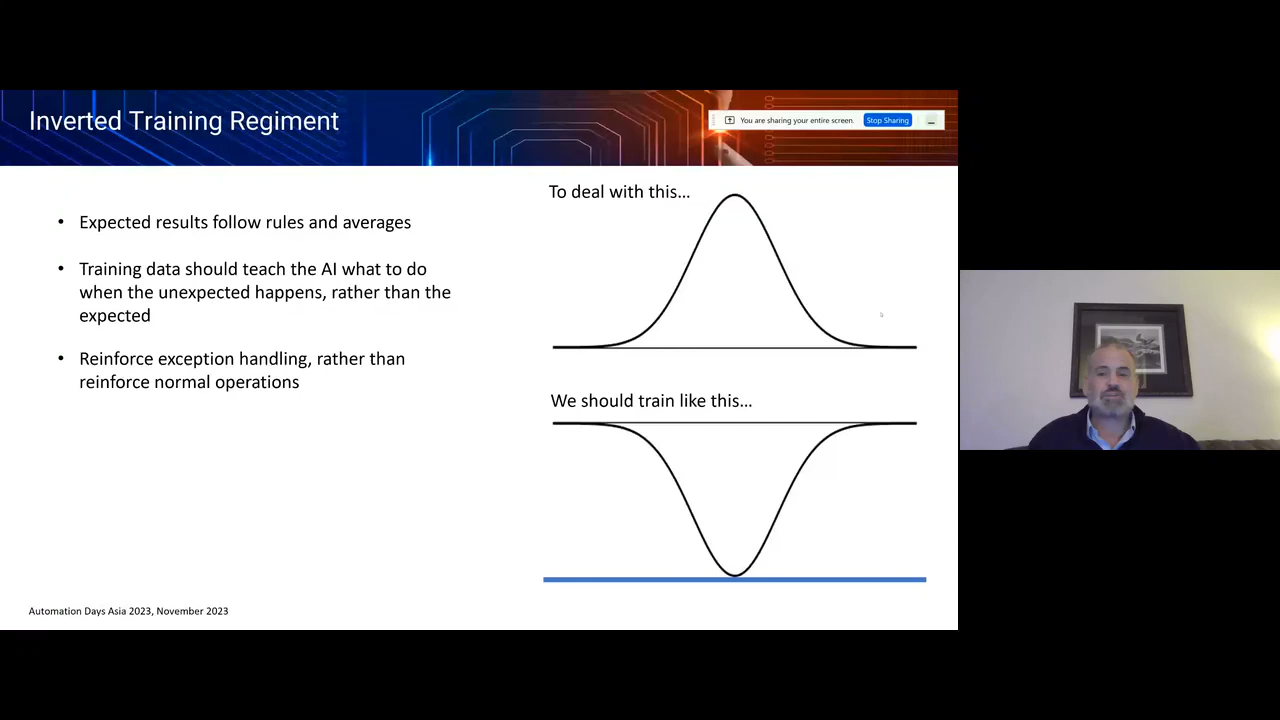 Inverted Training Regiment
You are sharing your entire screen.
Stop Sharing
• Expected results follow rules and averages
• Training data should teach the AI what to do
when the unexpected happens, rather than the
expected
• Reinforce exception handling, rather than
reinforce normal operations
To deal with this...
We should train like this...
Automation Days Asia 2023, November 2023